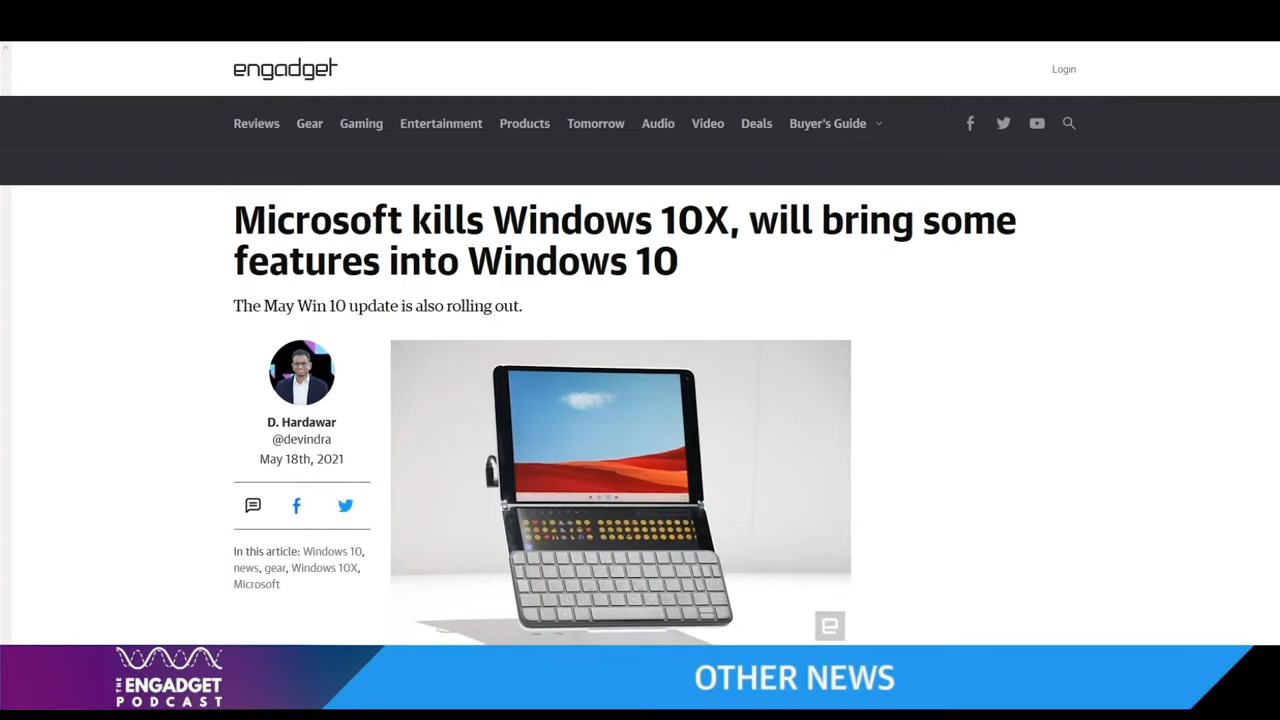 engadget
Login
Reviews Gear Gaming Entertainment Products Tomorrow Audio Video Deals Buyer's Guide
Microsoft kills Windows 10X, will bring some
features into Windows 10
The May Win 10 update is also rolling out.
D. Hardawar
@devindra
May 18th, 2021
In this article: Windows 10,
news, gear, Windows 10X,
Microsoft
e
THE
ENGADGET
PODCAST
OTHER NEWS